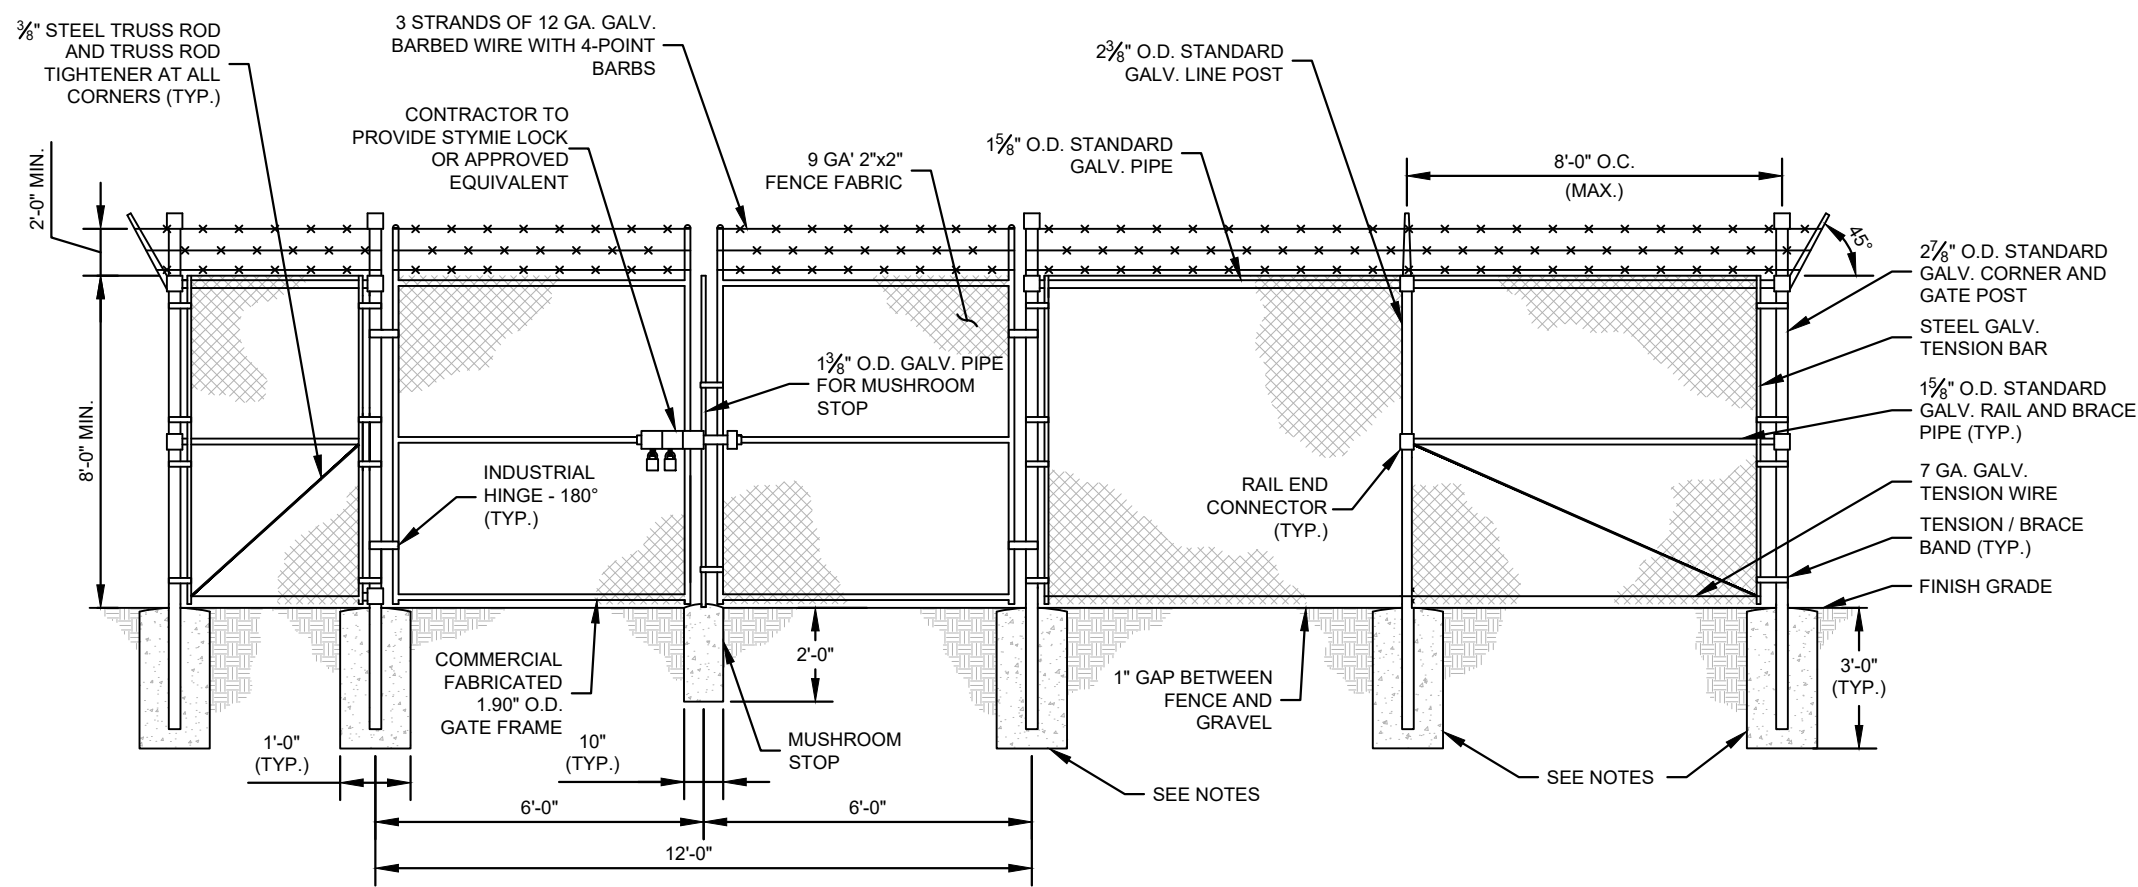 ⅜" STEEL TRUSS ROD
AND TRUSS ROD
TIGHTENER AT ALL
CORNERS (TYP.)
3 STRANDS OF 12 GA. GALV.
BARBED WIRE WITH 4-POINT
BARBS
CONTRACTOR TO
PROVIDE STYMIE LOCK
OR APPROVED
EQUIVALENT
9 GA' 2"x2"
FENCE FABRIC
1⅝" O.D. STANDARD
GALV. PIPE
2⅜" O.D. STANDARD
GALV. LINE POST
8'-0" O.C.
(MAX.)
2'-0" MIN.
45°
2⅞" O.D. STANDARD
GALV. CORNER AND
GATE POST
STEEL GALV.
TENSION BAR
1⅝" O.D. STANDARD
GALV. RAIL AND BRACE
PIPE (TYP.)
7 GA. GALV.
TENSION WIRE
TENSION / BRACE
BAND (TYP.)
FINISH GRADE
8'-0" MIN.
1⅜" O.D. GALV. PIPE
FOR MUSHROOM
STOP
INDUSTRIAL
HINGE - 180°
(TYP.)
RAIL END
CONNECTOR
(TYP.)
COMMERCIAL
FABRICATED
1.90" O.D.
GATE FRAME
2'-0"
1" GAP BETWEEN
FENCE AND
GRAVEL
3'-0"
(TYP.)
1'-0"
(TYP.)
10"
(TYP.)
MUSHROOM
STOP
SEE NOTES
SEE NOTES
6'-0"
6'-0"
12'-0"